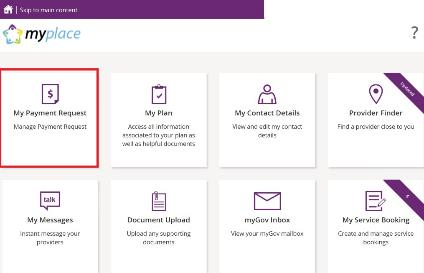 Skip to main content
myplace
?
My Payment Request
Manage Payment Request
My Plan
Access all information
associated to your plan as
well as helpful documents
My Contact Details
View and edit my contact
details
Updated
Provider Finder
Find a provider close to you
talk
My Messages
Instant message your
providers
Document Upload
Upload any supporting
documents
myGov Inbox
View your myGov mailbox
My Service Booking
Create and manage service
bookings